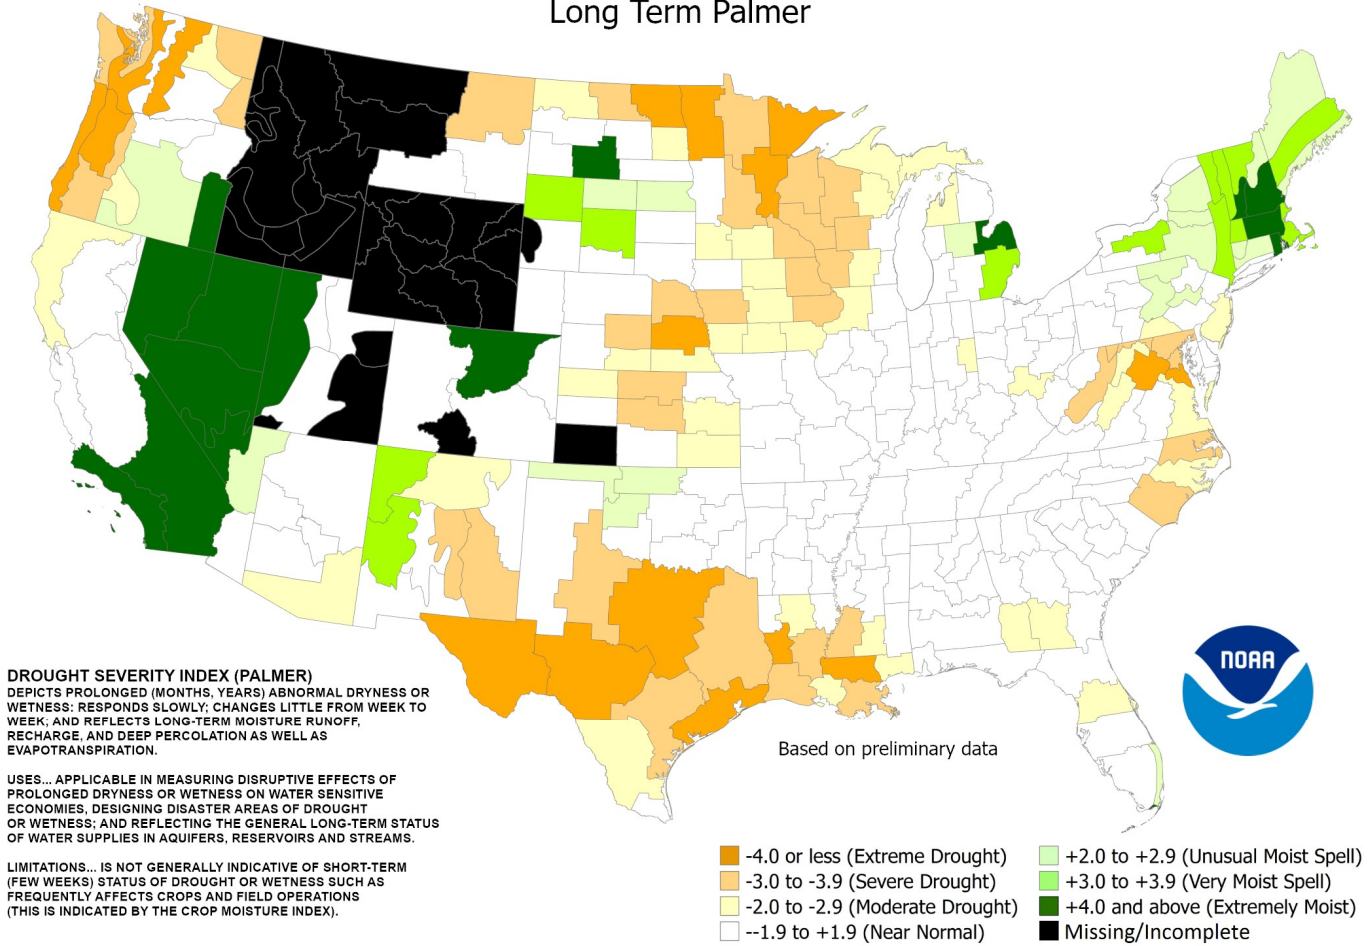 Long Term Palmer
NOAA
DROUGHT SEVERITY INDEX (PALMER)
DEPICTS PROLONGED (MONTHS, YEARS) ABNORMAL DRYNESS OR
WETNESS: RESPONDS SLOWLY; CHANGES LITTLE FROM WEEK TO
WEEK; AND REFLECTS LONG-TERM MOISTURE RUNOFF,
RECHARGE, AND DEEP PERCOLATION AS WELL AS
EVAPOTRANSPIRATION.
USES... APPLICABLE IN MEASURING DISRUPTIVE EFFECTS OF
PROLONGED DRYNESS OR WETNESS ON WATER SENSITIVE
ECONOMIES, DESIGNING DISASTER AREAS OF DROUGHT
OR WETNESS; AND REFLECTING THE GENERAL LONG-TERM STATUS
OF WATER SUPPLIES IN AQUIFERS, RESERVOIRS AND STREAMS.
LIMITATIONS... IS NOT GENERALLY INDICATIVE OF SHORT-TERM
(FEW WEEKS) STATUS OF DROUGHT OR WETNESS SUCH AS
FREQUENTLY AFFECTS CROPS AND FIELD OPERATIONS
(THIS IS INDICATED BY THE CROP MOISTURE INDEX).
Based on preliminary data
-4.0 or less (Extreme Drought)
-3.0 to -3.9 (Severe Drought)
-2.0 to -2.9 (Moderate Drought)
--1.9 to +1.9 (Near Normal)
+2.0 to +2.9 (Unusual Moist Spell)
+3.0 to +3.9 (Very Moist Spell)
+4.0 and above (Extremely Moist)
Missing/Incomplete